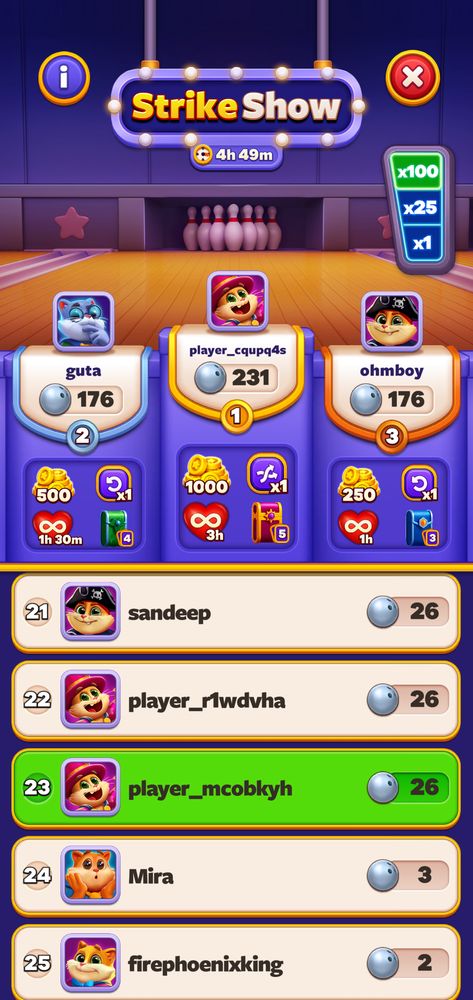 i
Strike Show
4h 49m
x100
x25
x1
player_cqupq4s
231
1
guta
176
2
ohmboy
176
3
500
x1
1h 30m
4
1000
x1
3h
5
250
x1
1h
3
21 sandeep 26
22 player_r1wdvha 26
23 player_mcobkyh 26
24 Mira 3
25 firephoenixking 2